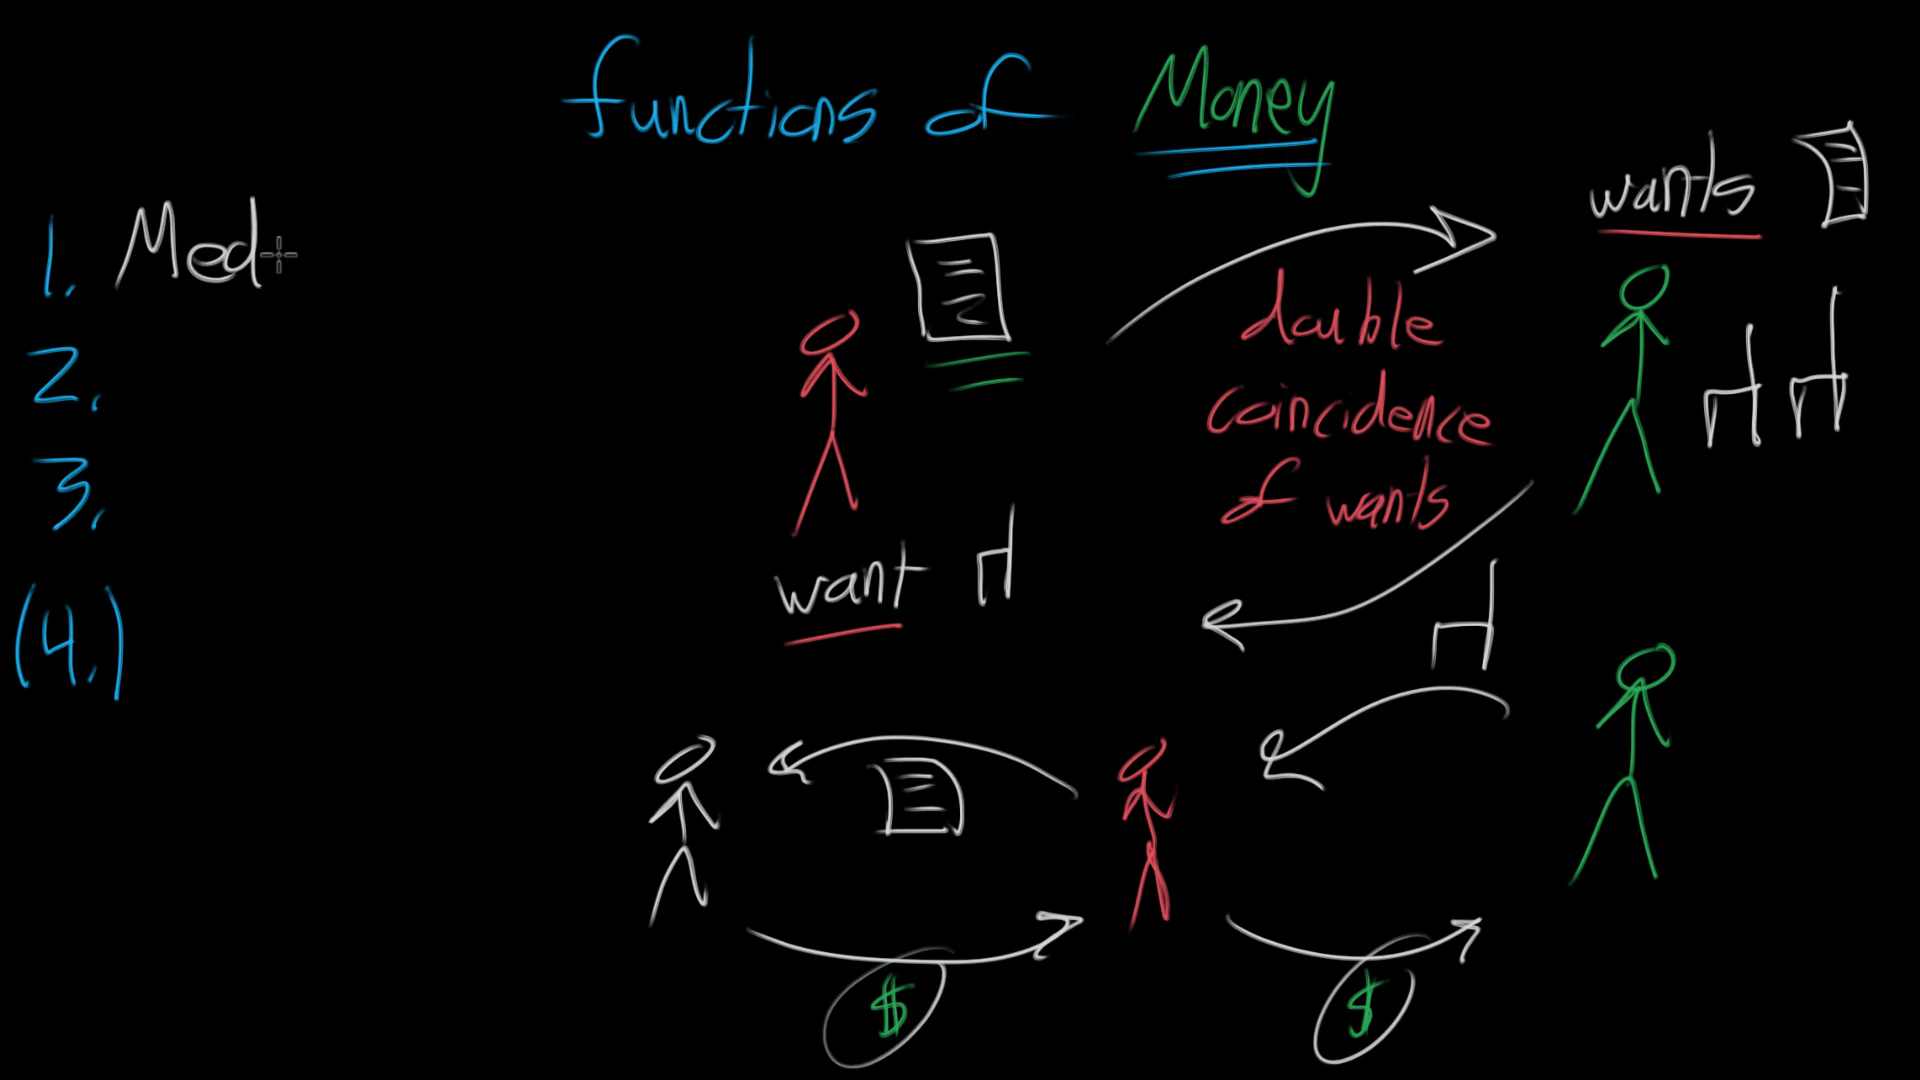 functions of Money
1. Med
2.
3.
(4.)
wants
double
coincidence
of wants
want
$
$